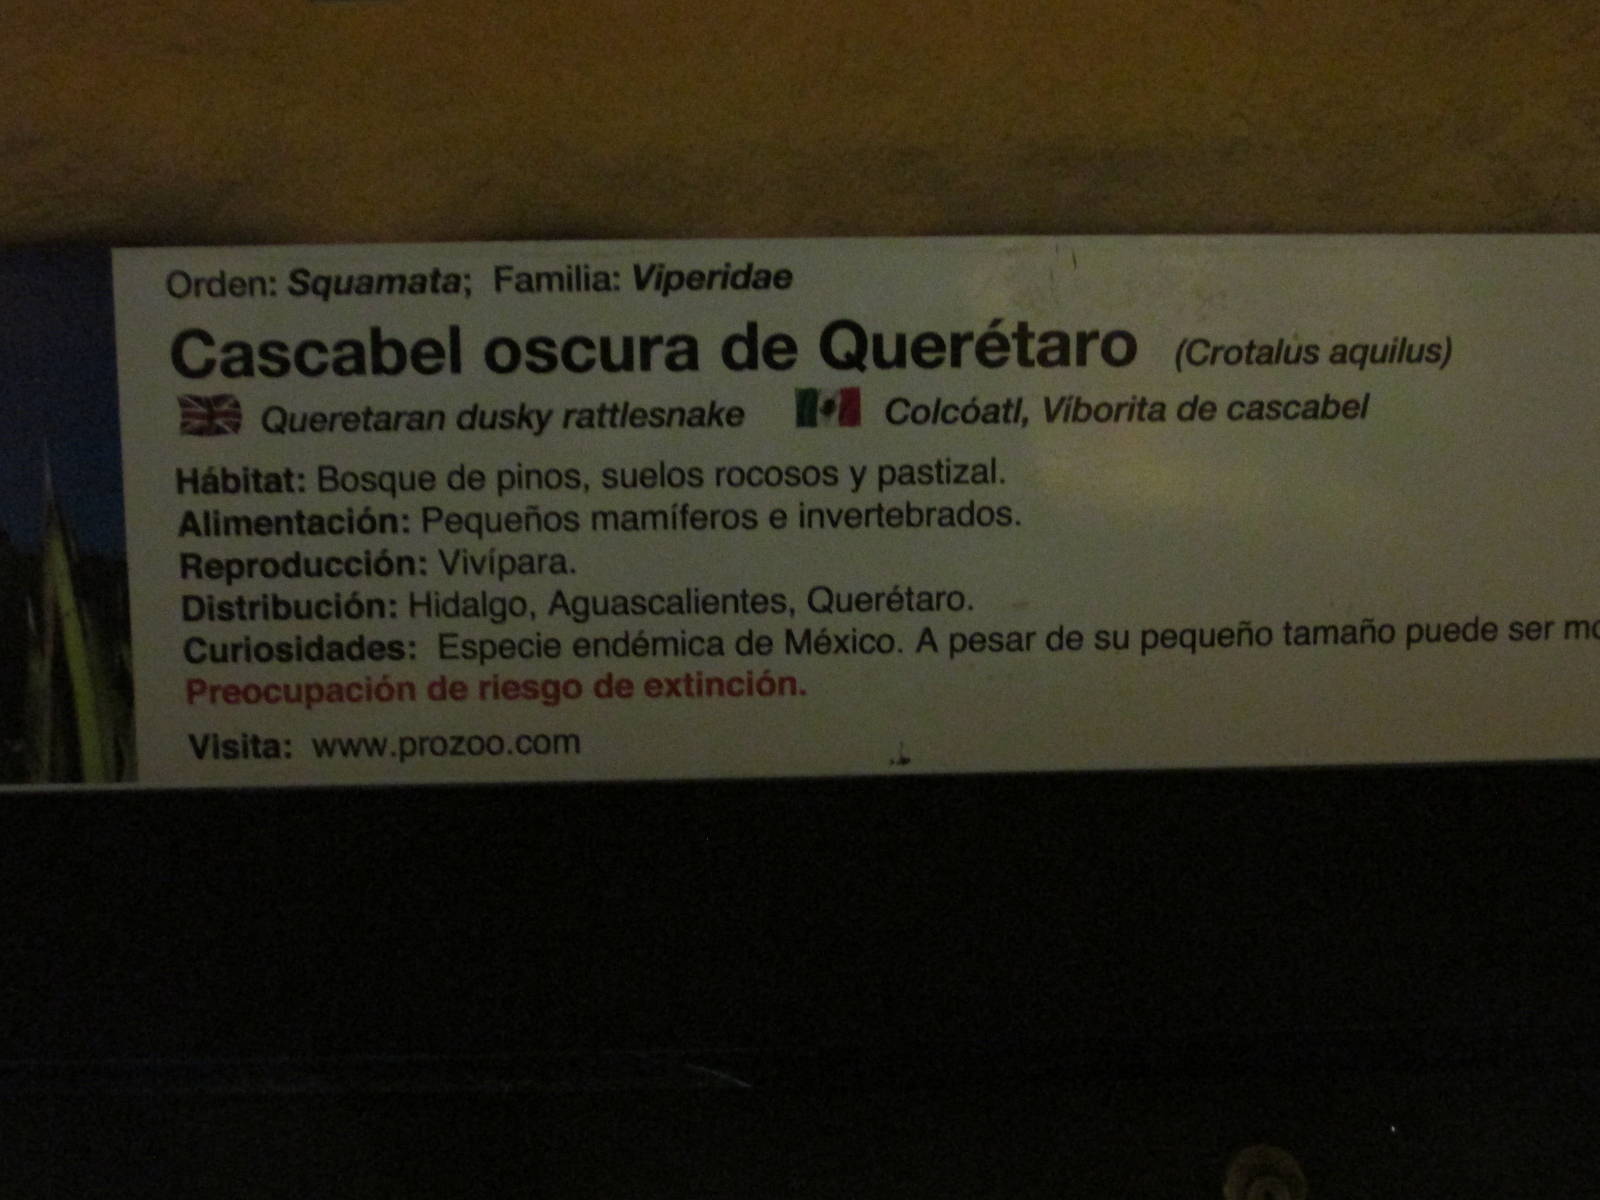 Orden: Squamata; Familia: Viperidae
Cascabel oscura de Querétaro (Crotalus aquilus)
Queretaran dusky rattlesnake Colcóatl, Viborita de cascabel
Hábitat: Bosque de pinos, suelos rocosos y pastizal.
Alimentación: Pequeños mamíferos e invertebrados.
Reproducción: Vivípara.
Distribución: Hidalgo, Aguascalientes, Querétaro.
Curiosidades: Especie endémica de México. A pesar de su pequeño tamaño puede ser
Preocupación de riesgo de extinción.
Visita: www.prozoo.com